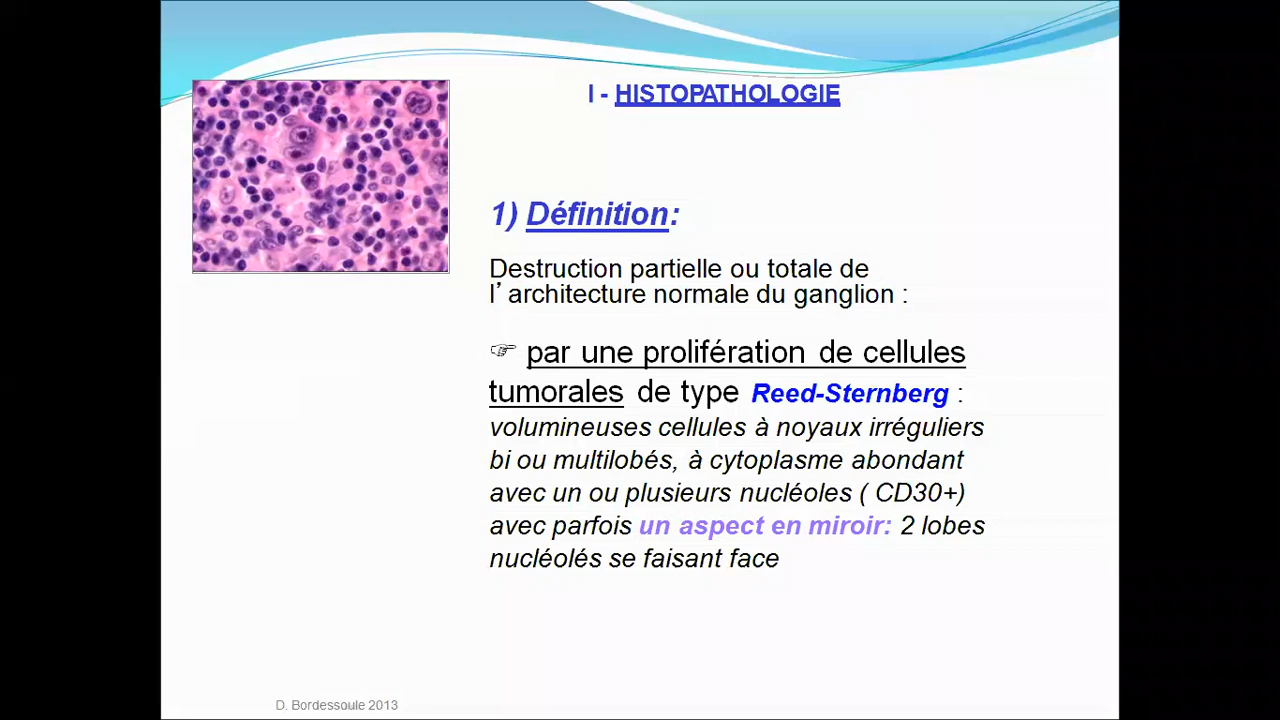 I - HISTOPATHOLOGIE
1) Définition:
Destruction partielle ou totale de
l’architecture normale du ganglion :
☞ par une prolifération de cellules
tumorales de type Reed-Sternberg :
volumineuses cellules à noyaux irréguliers
bi ou multilobés, à cytoplasme abondant
avec un ou plusieurs nucléoles ( CD30+)
avec parfois un aspect en miroir: 2 lobes
nucléolés se faisant face
D. Bordessoule 2013